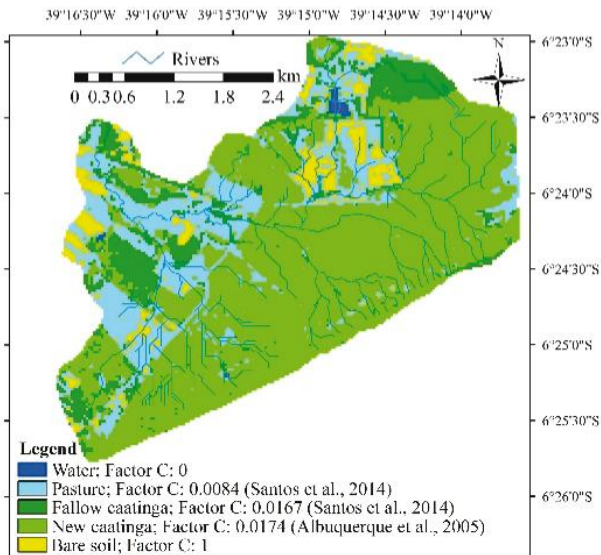 39°16'30"W 39°16'0"W 39°15'30"W 39°15'0"W 39°14'30"W 39°14'0"W
6°23'0"S
Rivers
N
km
0 0.3 0.6 1.2 1.8 2.4
6°23'30"S
6°24'0"S
6°24'30"S
6°25'0"S
6°25'30"S
6°26'0"S
Legend
Water; Factor C: 0
Pasture; Factor C: 0.0084 (Santos et al., 2014)
Fallow caatinga; Factor C: 0.0167 (Santos et al., 2014)
New caatinga; Factor C: 0.0174 (Albuquerque et al., 2005)
Bare soil; Factor C: 1